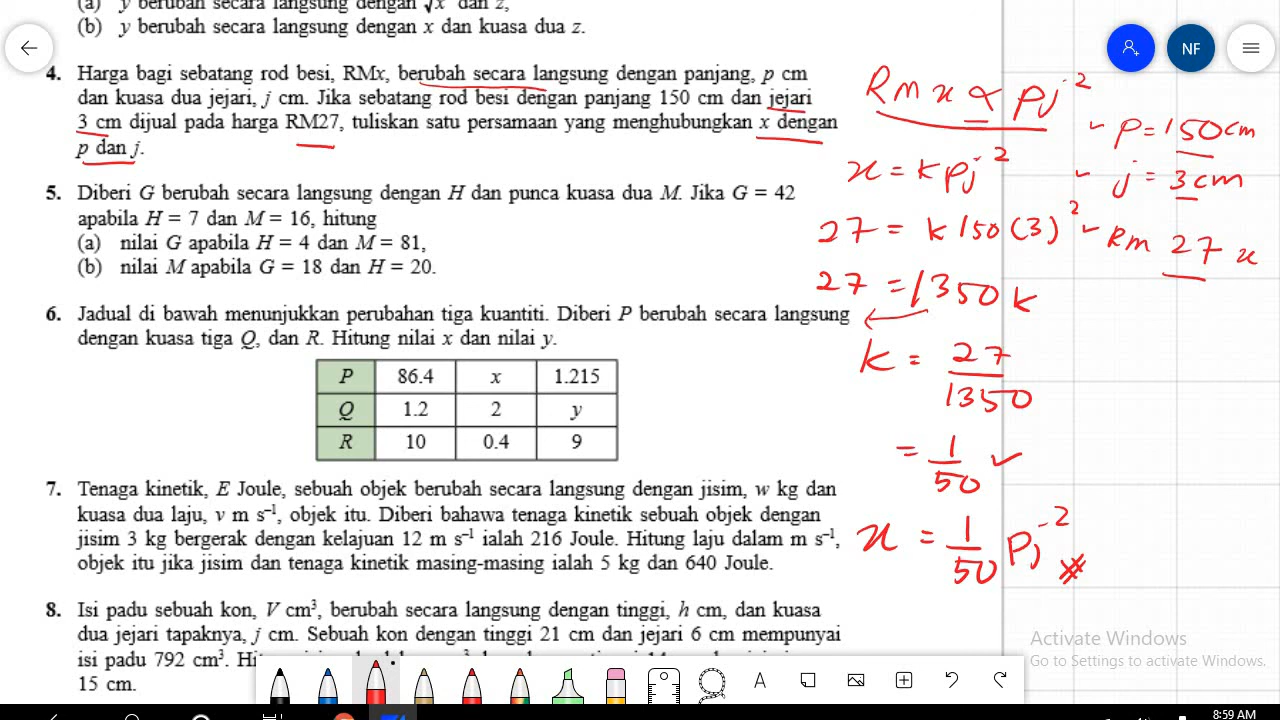 (a) y berubah secara langsung dengan √x dan z,
(b) y berubah secara langsung dengan x dan kuasa dua z.
4. Harga bagi sebatang rod besi, RMx, berubah secara langsung dengan panjang, p cm
dan kuasa dua jejari, j cm. Jika sebatang rod besi dengan panjang 150 cm dan jejari
3 cm dijual pada harga RM27, tuliskan satu persamaan yang menghubungkan x dengan
p dan j.
5. Diberi G berubah secara langsung dengan H dan punca kuasa dua M. Jika G = 42
apabila H = 7 dan M = 16, hitung
(a) nilai G apabila H = 4 dan M = 81,
(b) nilai M apabila G = 18 dan H = 20.
6. Jadual di bawah menunjukkan perubahan tiga kuantiti. Diberi P berubah secara langsung
dengan kuasa tiga Q, dan R. Hitung nilai x dan nilai y.
P 86.4 x 1.215
Q 1.2 2 y
R 10 0.4 9
7. Tenaga kinetik, E Joule, sebuah objek berubah secara langsung dengan jisim, w kg dan
kuasa dua laju, v m s⁻¹, objek itu. Diberi bahawa tenaga kinetik sebuah objek dengan
jisim 3 kg bergerak dengan kelajuan 12 m s⁻¹ ialah 216 Joule. Hitung laju dalam m s⁻¹,
objek itu jika jisim dan tenaga kinetik masing-masing ialah 5 kg dan 640 Joule.
8. Isi padu sebuah kon, V cm³, berubah secara langsung dengan tinggi, h cm, dan kuasa
dua jejari tapaknya, j cm. Sebuah kon dengan tinggi 21 cm dan jejari 6 cm mempunyai
isi padu 792 cm³.
15 cm.
Rm x ∝ pj²
x = kpj²
27 = k150(3)²
27 = 1350k
k = 27/1350
= 1/50 ✓
x = 1/50 pj²
✓ p = 150cm
✓ j = 3cm
✓ Rm 27 x
NF
A
Activate Windows
Go to Settings to activate Windows.
8:59 AM